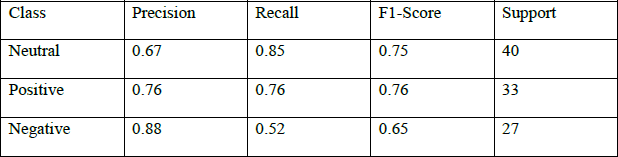 Class Precision Recall F1-Score Support
Neutral 0.67 0.85 0.75 40
Positive 0.76 0.76 0.76 33
Negative 0.88 0.52 0.65 27